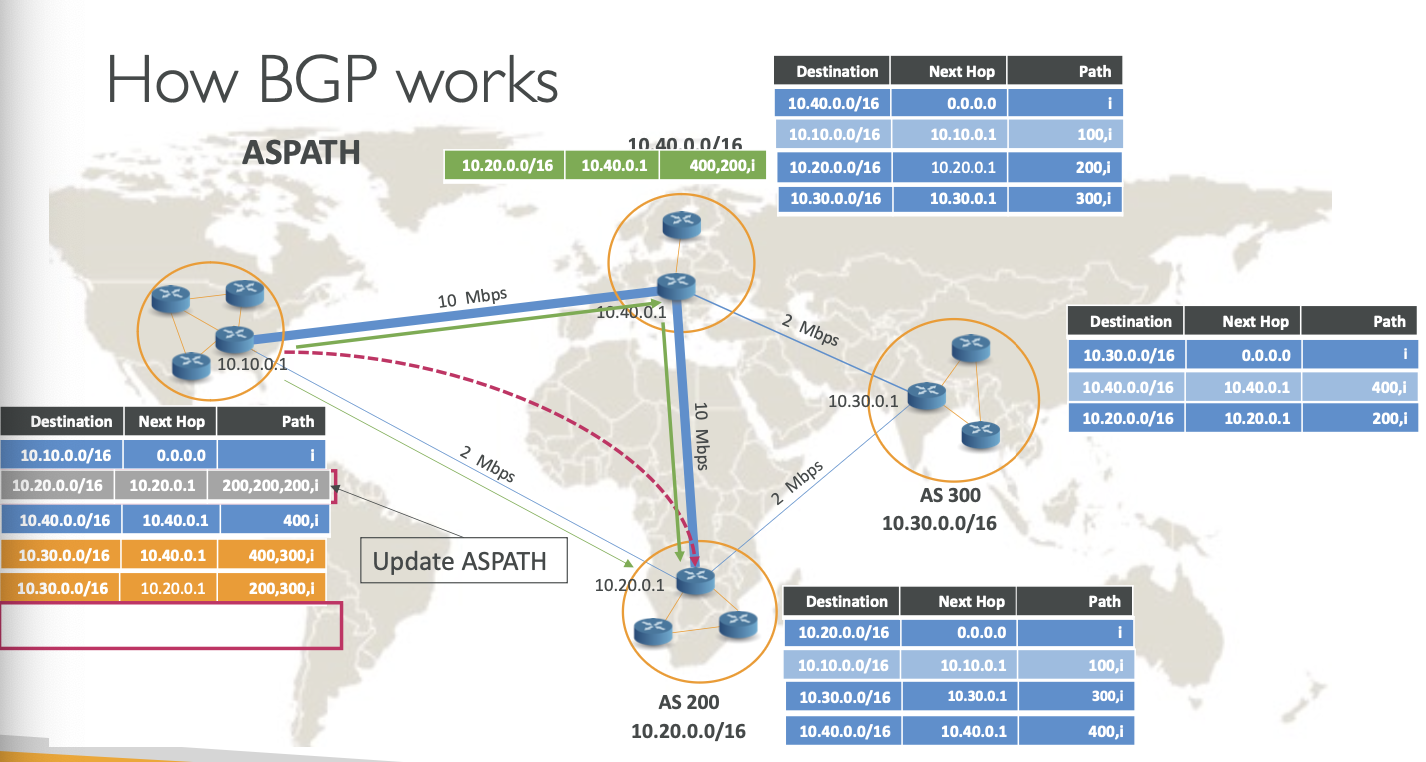 How BGP works
ASPATH
10.40.0.0/16
10.20.0.0/16 10.40.0.1 400,200,i
Destination Next Hop Path
10.40.0.0/16 0.0.0.0 i
10.10.0.0/16 10.10.0.1 100,i
10.20.0.0/16 10.20.0.1 200,i
10.30.0.0/16 10.30.0.1 300,i
10 Mbps
10.40.0.1
10.10.0.1
2 Mbps
10.30.0.1
Destination Next Hop Path
10.30.0.0/16 0.0.0.0 i
10.40.0.0/16 10.40.0.1 400,i
10.20.0.0/16 10.20.0.1 200,i
Destination Next Hop Path
10.10.0.0/16 0.0.0.0 i
10.20.0.0/16 10.20.0.1 200,200,200,i
10.40.0.0/16 10.40.0.1 400,i
10.30.0.0/16 10.40.0.1 400,300,i
10.30.0.0/16 10.20.0.1 200,300,i
Update ASPATH
2 Mbps
10 Mbps
2 Mbps
AS 300
10.30.0.0/16
10.20.0.1
AS 200
10.20.0.0/16
Destination Next Hop Path
10.20.0.0/16 0.0.0.0 i
10.10.0.0/16 10.10.0.1 100,i
10.30.0.0/16 10.30.0.1 300,i
10.40.0.0/16 10.40.0.1 400,i